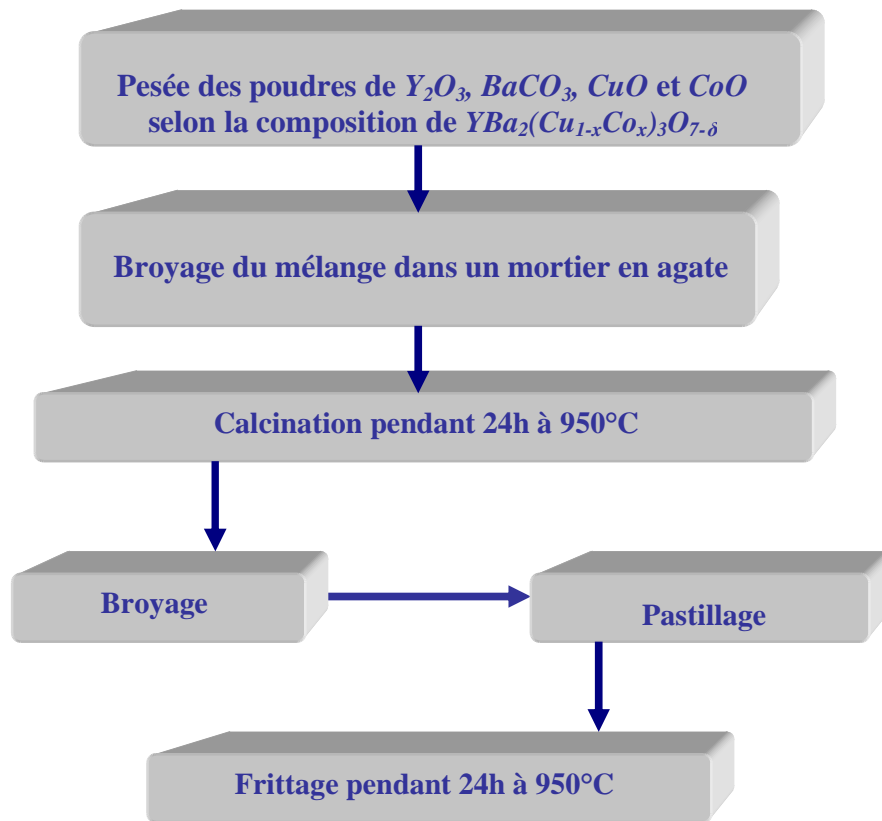 Pesée des poudres de Y₂O₃, BaCO₃, CuO et CoO
selon la composition de YBa₂(Cu₁₋ₓCoₓ)₃O₇₋δ
Broyage du mélange dans un mortier en agate
Calcination pendant 24h à 950°C
Broyage
Pastillage
Frittage pendant 24h à 950°C